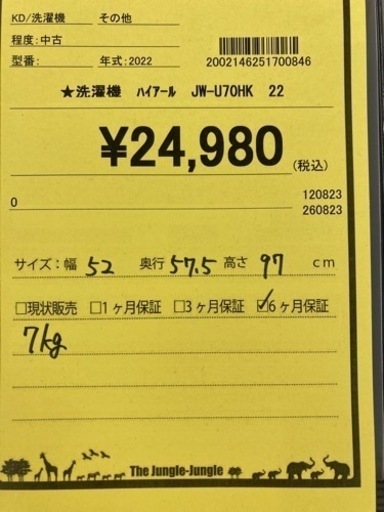 KD/洗濯機 その他
程度:中古
型番: 年式:2022
2002146251700846
★洗濯機 ﾊｲｱｰﾙ JW-U70HK 22
¥24,980(税込)
0 120823
260823
サイズ:幅 52 奥行 57.5 高さ 97 cm
□現状販売 □1ヶ月保証 □3ヶ月保証 ☑6ヶ月保証
7kg
The Jungle-Jungle